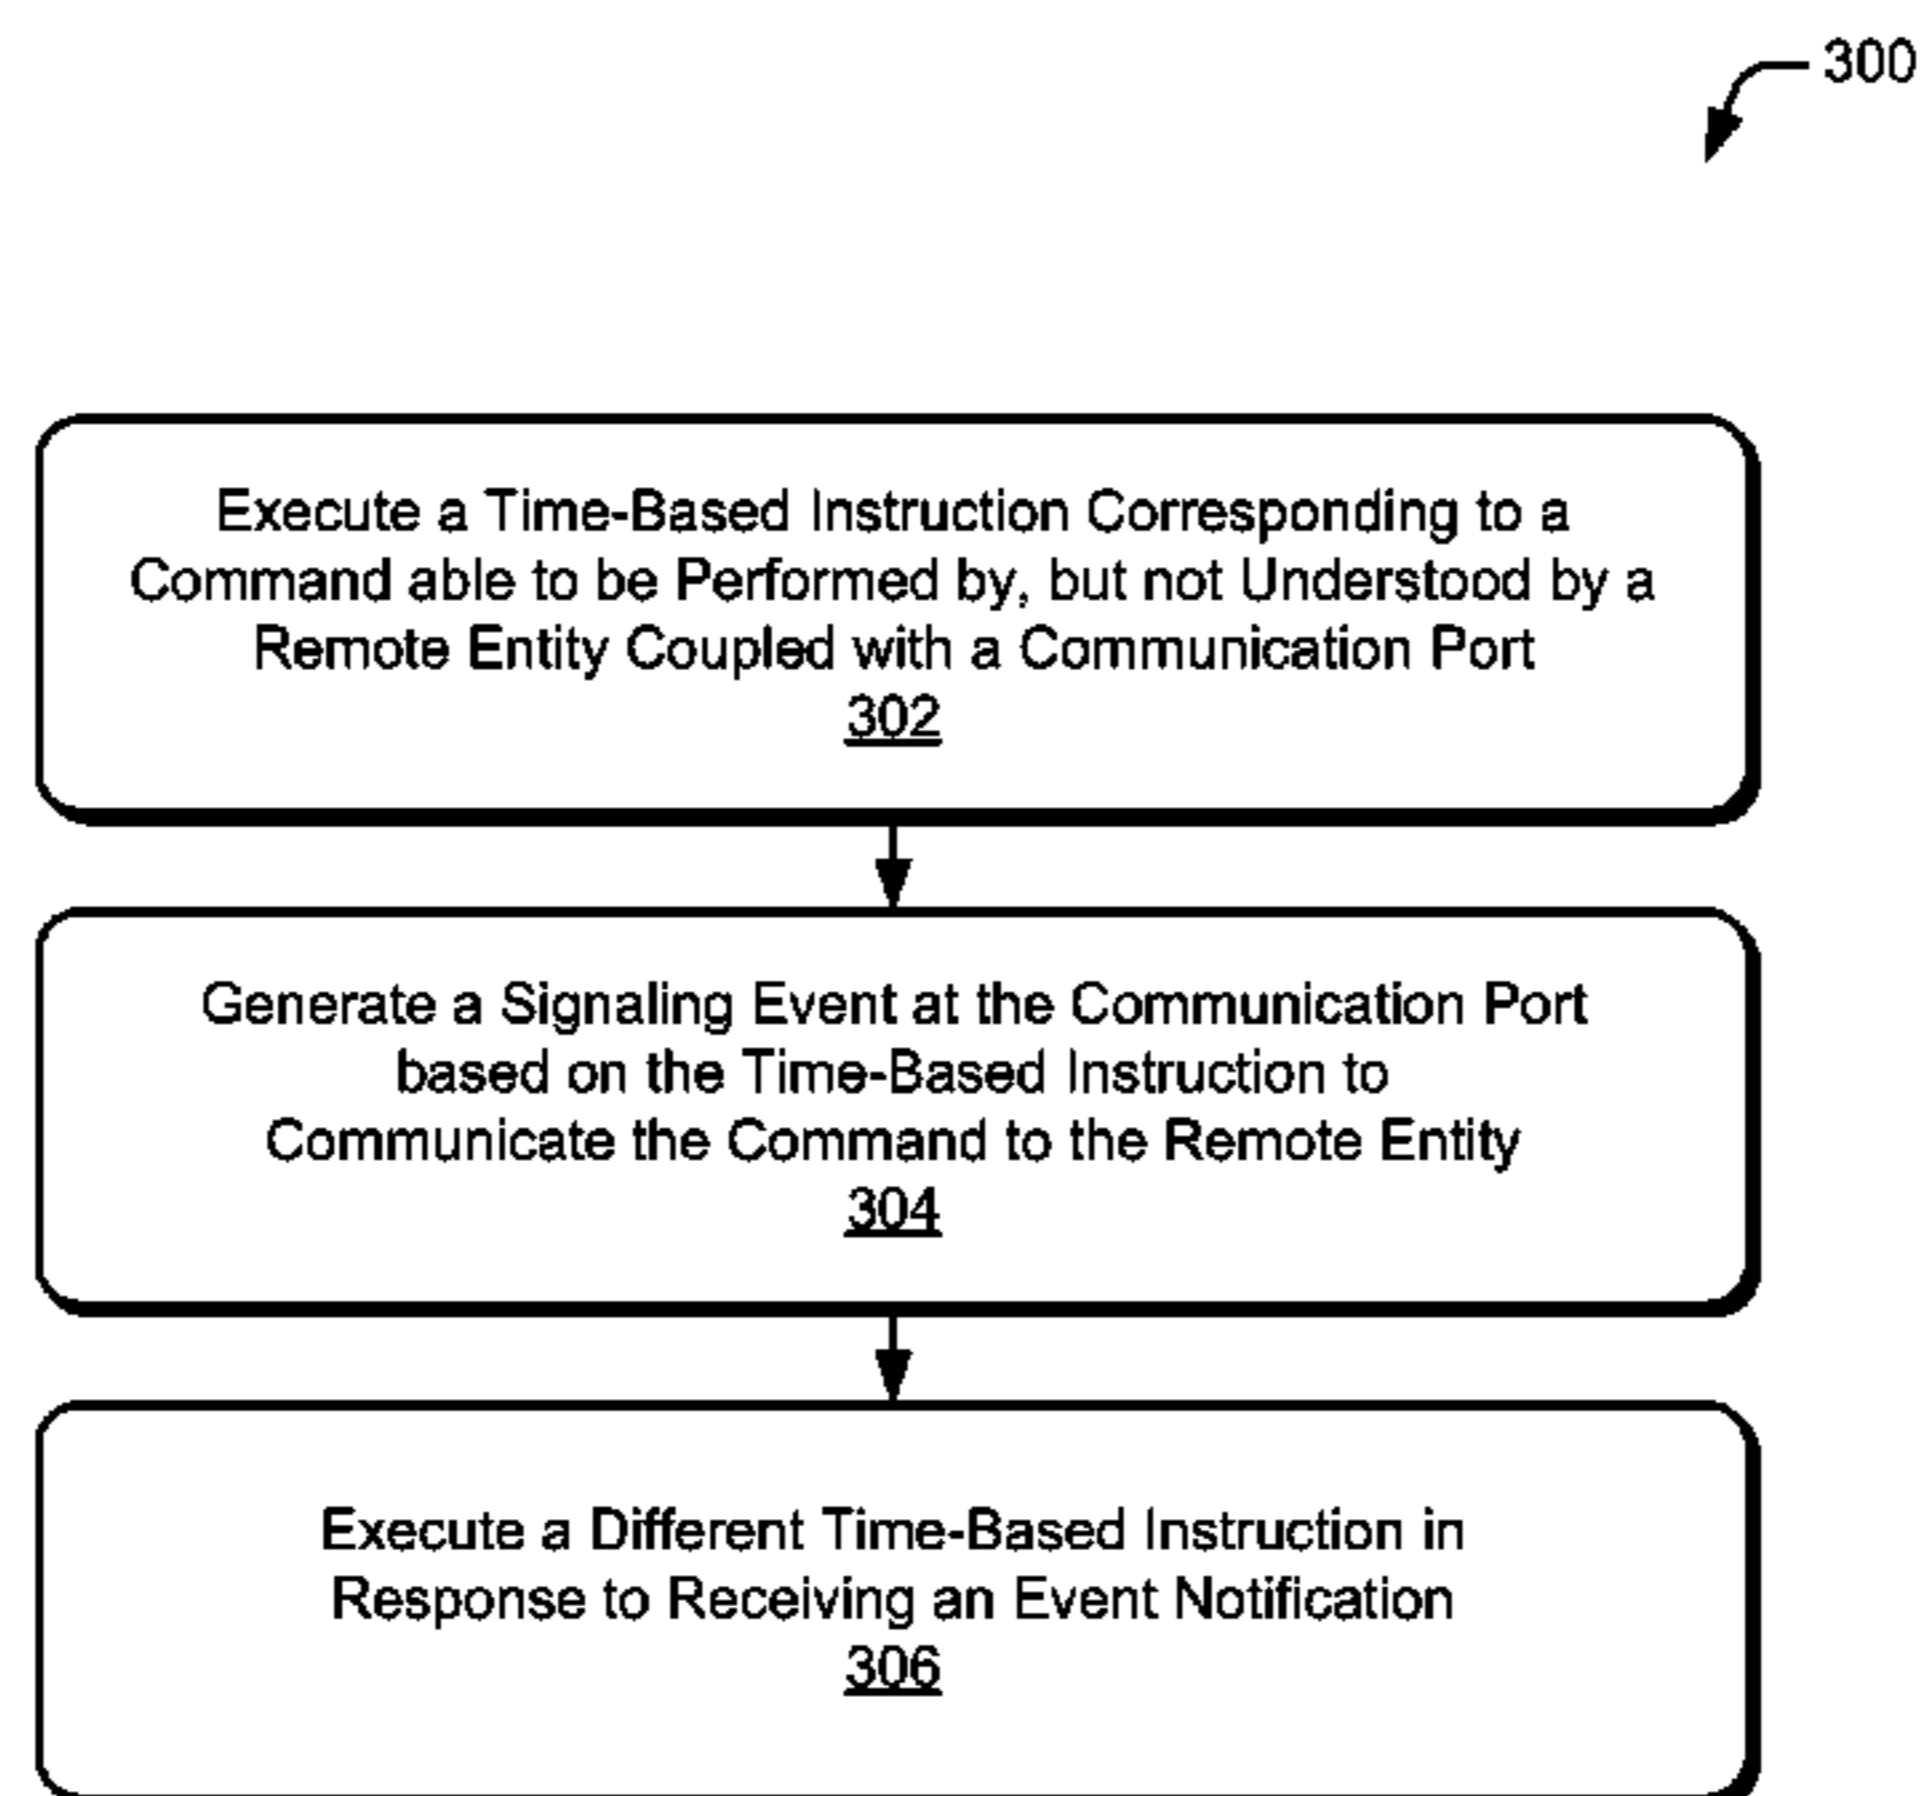 300
Execute a Time-Based Instruction Corresponding to a
Command able to be Performed by, but not Understood by a
Remote Entity Coupled with a Communication Port
302
Generate a Signaling Event at the Communication Port
based on the Time-Based Instruction to
Communicate the Command to the Remote Entity
304
Execute a Different Time-Based Instruction in
Response to Receiving an Event Notification
306